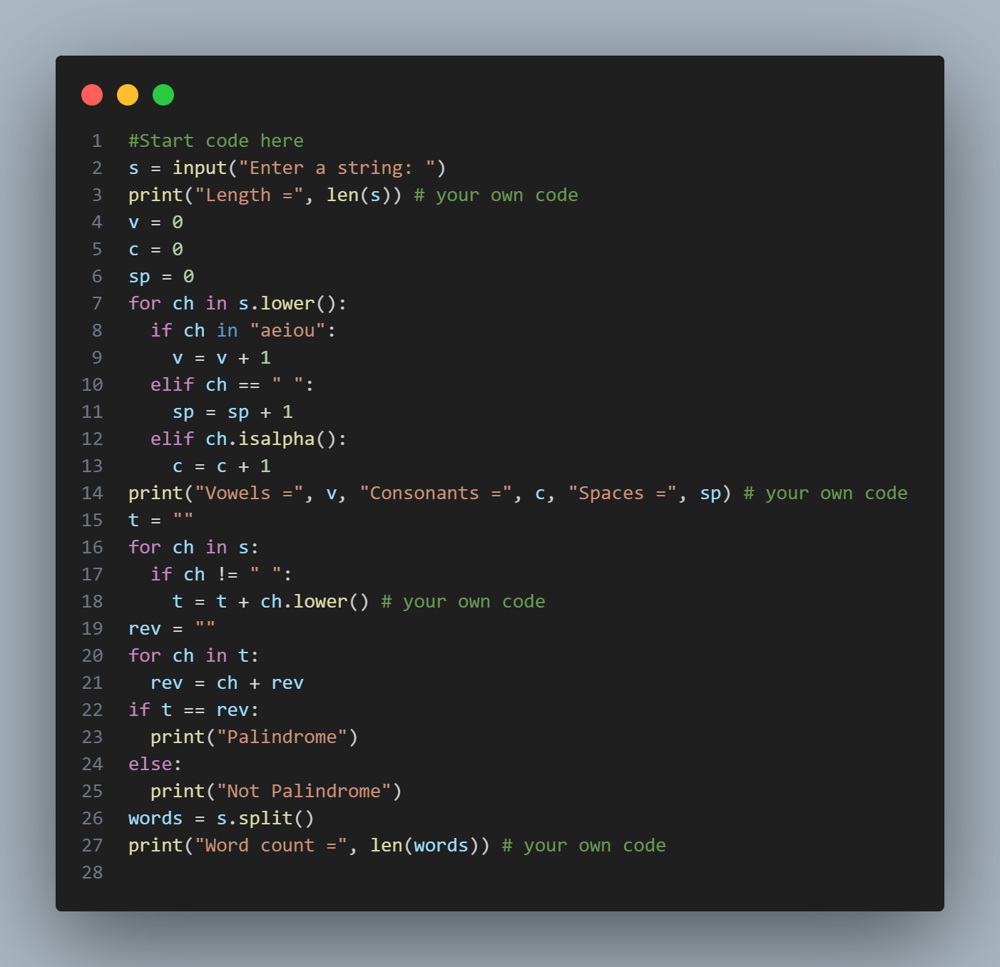 1 #Start code here
2 s = input("Enter a string: ")
3 print("Length =", len(s)) # your own code
4 v = 0
5 c = 0
6 sp = 0
7 for ch in s.lower():
8   if ch in "aeiou":
9     v = v + 1
10   elif ch == " ":
11     sp = sp + 1
12   elif ch.isalpha():
13     c = c + 1
14 print("Vowels =", v, "Consonants =", c, "Spaces =", sp) # your own code
15 t = ""
16 for ch in s:
17   if ch != " ":
18     t = t + ch.lower() # your own code
19 rev = ""
20 for ch in t:
21   rev = ch + rev
22 if t == rev:
23   print("Palindrome")
24 else:
25   print("Not Palindrome")
26 words = s.split()
27 print("Word count =", len(words)) # your own code
28